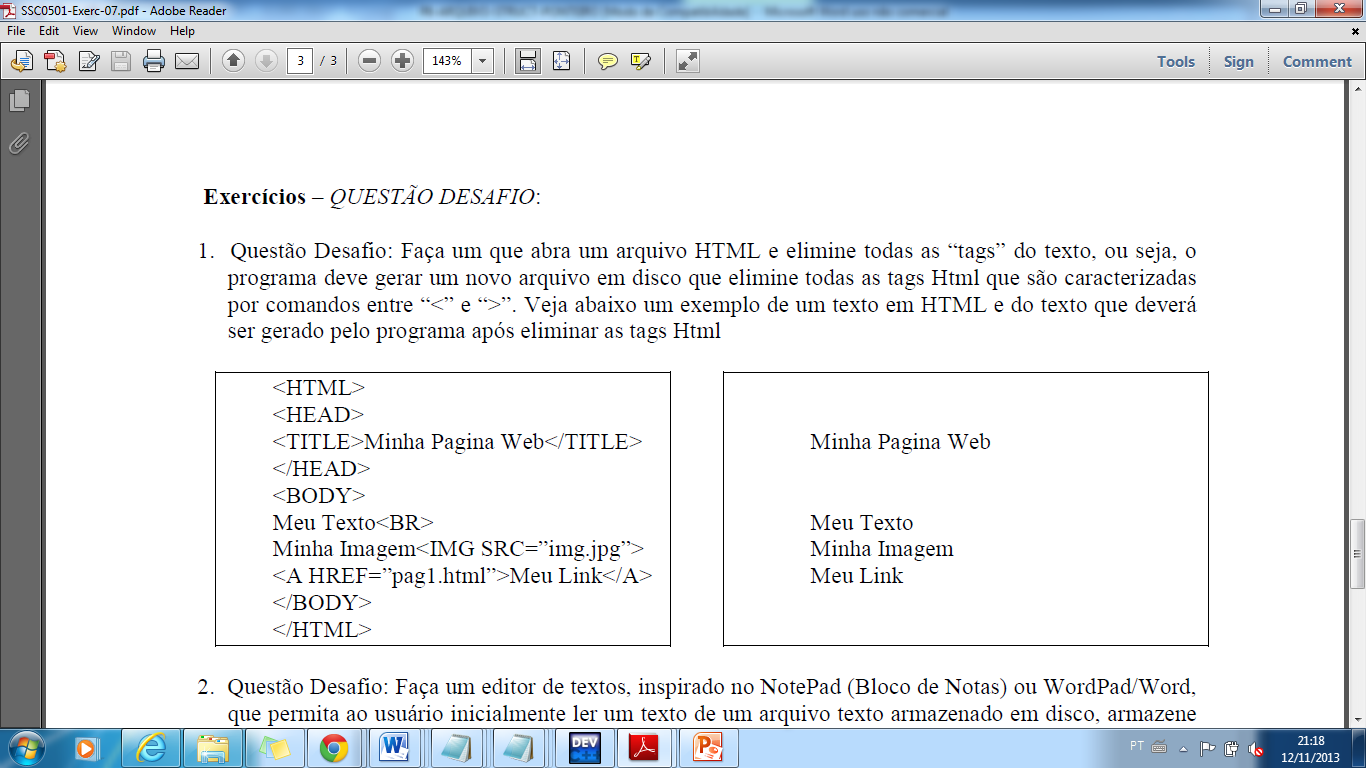 SSC0501-Exerc-07.pdf - Adobe Reader
File Edit View Window Help
3 / 3 143% Tools Sign Comment
Exercícios – QUESTÃO DESAFIO:
1. Questão Desafio: Faça um que abra um arquivo HTML e elimine todas as “tags” do texto, ou seja, o
programa deve gerar um novo arquivo em disco que elimine todas as tags Html que são caracterizadas
por comandos entre “<” e “>”. Veja abaixo um exemplo de um texto em HTML e do texto que deverá
ser gerado pelo programa após eliminar as tags Html
<HTML>
<HEAD>
<TITLE>Minha Pagina Web</TITLE>
</HEAD>
<BODY>
Meu Texto<BR>
Minha Imagem<IMG SRC=”img.jpg”>
<A HREF=”pag1.html”>Meu Link</A>
</BODY>
</HTML>
Minha Pagina Web
Meu Texto
Minha Imagem
Meu Link
2. Questão Desafio: Faça um editor de textos, inspirado no NotePad (Bloco de Notas) ou WordPad/Word,
que permita ao usuário inicialmente ler um texto de um arquivo texto armazenado em disco, armazene
DEV
PT
21:18
12/11/2013